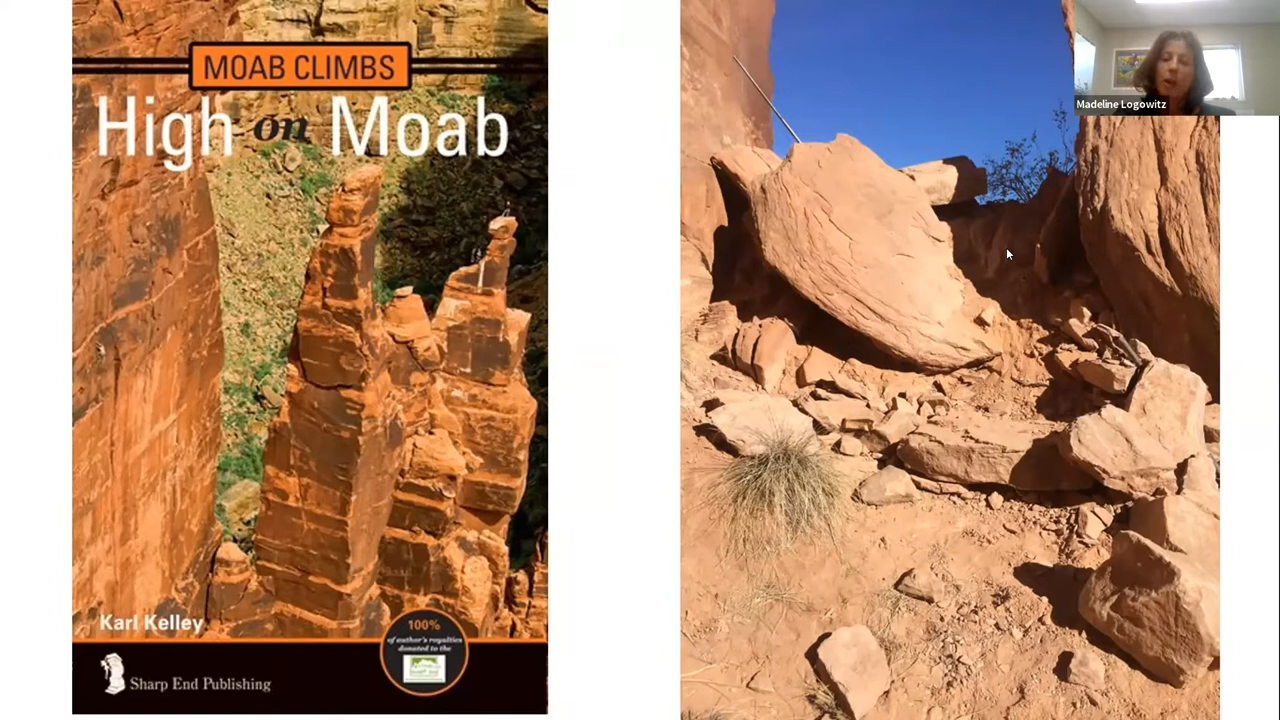 MOAB CLIMBS
High on Moab
Karl Kelley
100%
of author's royalties
donated to the
Sharp End Publishing
Madeline Logowitz